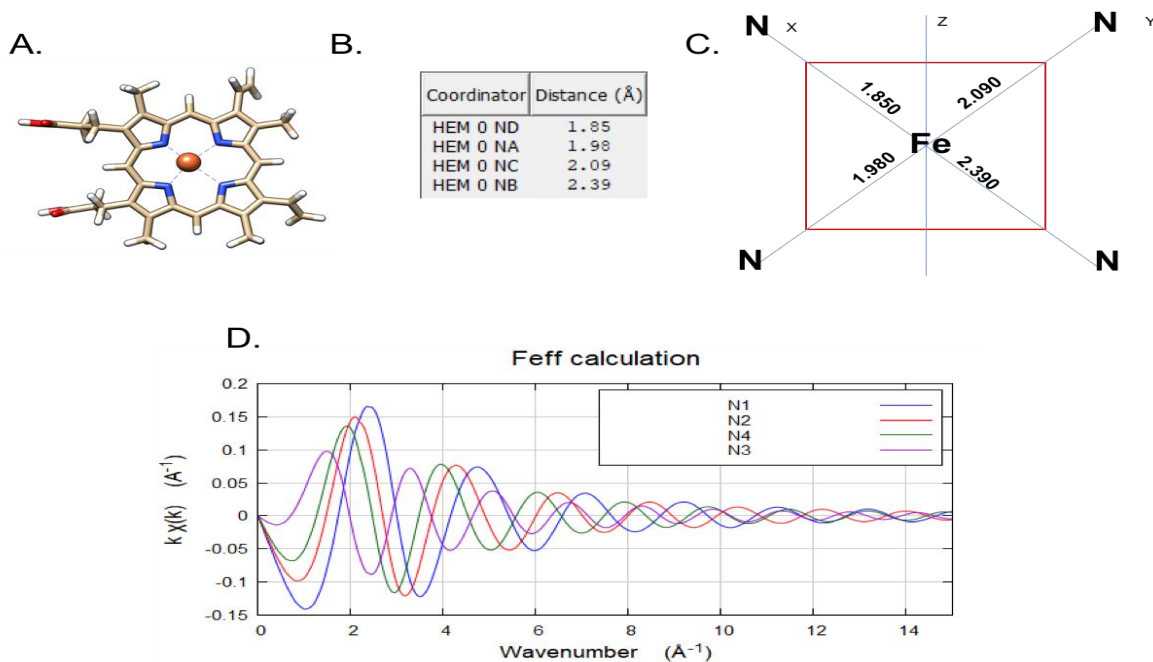 A.
B.
C.
Coordinator Distance (Å)
HEM 0 ND 1.85
HEM 0 NA 1.98
HEM 0 NC 2.09
HEM 0 NB 2.39
N X Z N Y
1.850 2.090
Fe
1.980 2.390
N N
D.
Feff calculation
k χ(k) (Å⁻¹)
0.2
0.15
0.1
0.05
0
-0.05
-0.1
-0.15
N1
N2
N4
N3
0 2 4 6 8 10 12 14
Wavenumber (Å⁻¹)